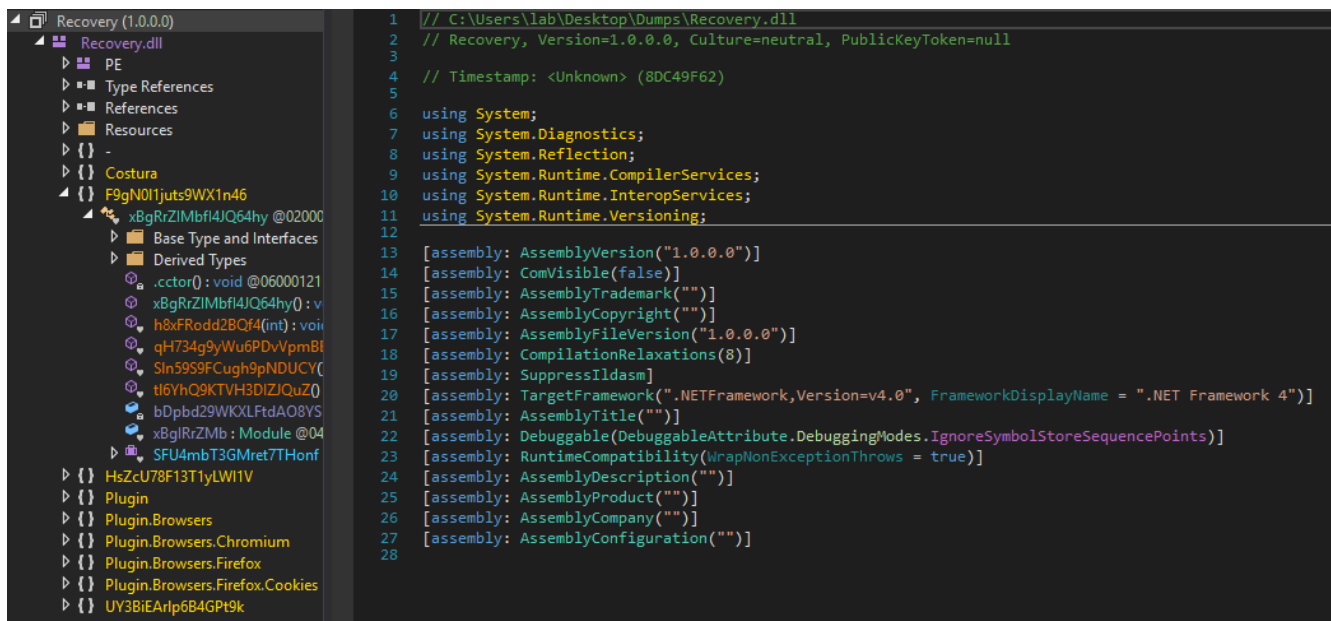 Recovery (1.0.0.0)
Recovery.dll
PE
Type References
References
Resources
{ } -
{ } Costura
{ } F9gN0I1juts9WX1n46
xBgRrZIMbfI4JQ64hy @02000
Base Type and Interfaces
Derived Types
.cctor() : void @06000121
xBgRrZIMbfI4JQ64hy() : v
h8xFRodd2BQf4(int) : voi
qH734g9yWu6PDvVpmB
SIn59S9FCugh9pNDUCY(
tI6YhQ9KTVH3DIZJQuZ()
bDpbd29WKXLFtdAO8YS
xBgIRrZMb : Module @04
SFU4mbT3GMret7THonf
{ } HsZcU78F13T1yLWI1V
{ } Plugin
{ } Plugin.Browsers
{ } Plugin.Browsers.Chromium
{ } Plugin.Browsers.Firefox
{ } Plugin.Browsers.Firefox.Cookies
{ } UY3BiEArlp6B4GPt9k
1 // C:\Users\lab\Desktop\Dumps\Recovery.dll
2 // Recovery, Version=1.0.0.0, Culture=neutral, PublicKeyToken=null
3
4 // Timestamp: <Unknown> (8DC49F62)
5
6 using System;
7 using System.Diagnostics;
8 using System.Reflection;
9 using System.Runtime.CompilerServices;
10 using System.Runtime.InteropServices;
11 using System.Runtime.Versioning;
12
13 [assembly: AssemblyVersion("1.0.0.0")]
14 [assembly: ComVisible(false)]
15 [assembly: AssemblyTrademark("")]
16 [assembly: AssemblyCopyright("")]
17 [assembly: AssemblyFileVersion("1.0.0.0")]
18 [assembly: CompilationRelaxations(8)]
19 [assembly: SuppressIldasm]
20 [assembly: TargetFramework(".NETFramework,Version=v4.0", FrameworkDisplayName = ".NET Framework 4")]
21 [assembly: AssemblyTitle("")]
22 [assembly: Debuggable(DebuggableAttribute.DebuggingModes.IgnoreSymbolStoreSequencePoints)]
23 [assembly: RuntimeCompatibility(WrapNonExceptionThrows = true)]
24 [assembly: AssemblyDescription("")]
25 [assembly: AssemblyProduct("")]
26 [assembly: AssemblyCompany("")]
27 [assembly: AssemblyConfiguration("")]
28